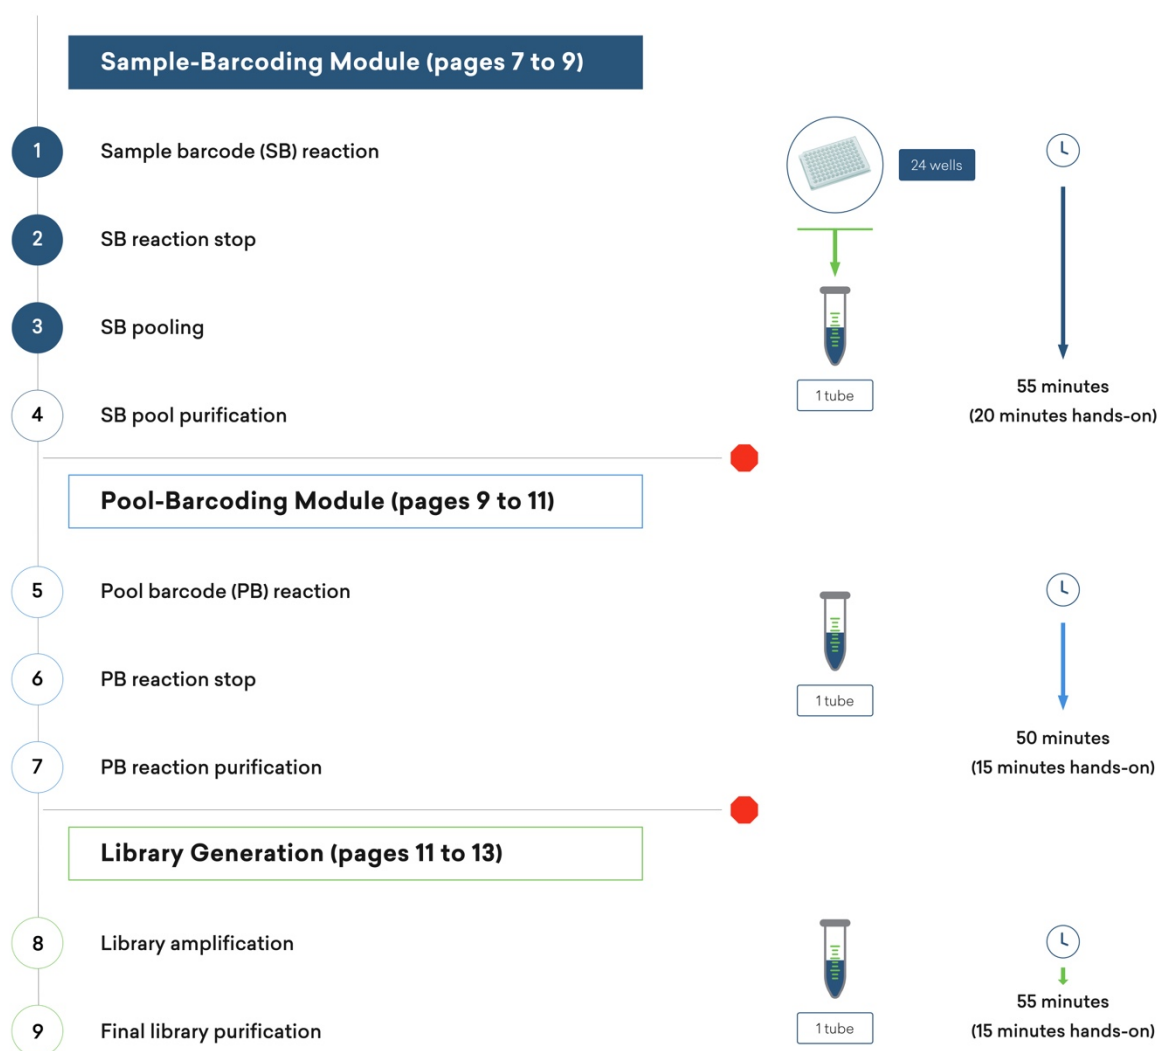 Sample-Barcoding Module (pages 7 to 9)
1 Sample barcode (SB) reaction
24 wells
2 SB reaction stop
3 SB pooling
1 tube
55 minutes
(20 minutes hands-on)
4 SB pool purification
Pool-Barcoding Module (pages 9 to 11)
5 Pool barcode (PB) reaction
6 PB reaction stop
1 tube
50 minutes
(15 minutes hands-on)
7 PB reaction purification
Library Generation (pages 11 to 13)
8 Library amplification
1 tube
55 minutes
(15 minutes hands-on)
9 Final library purification